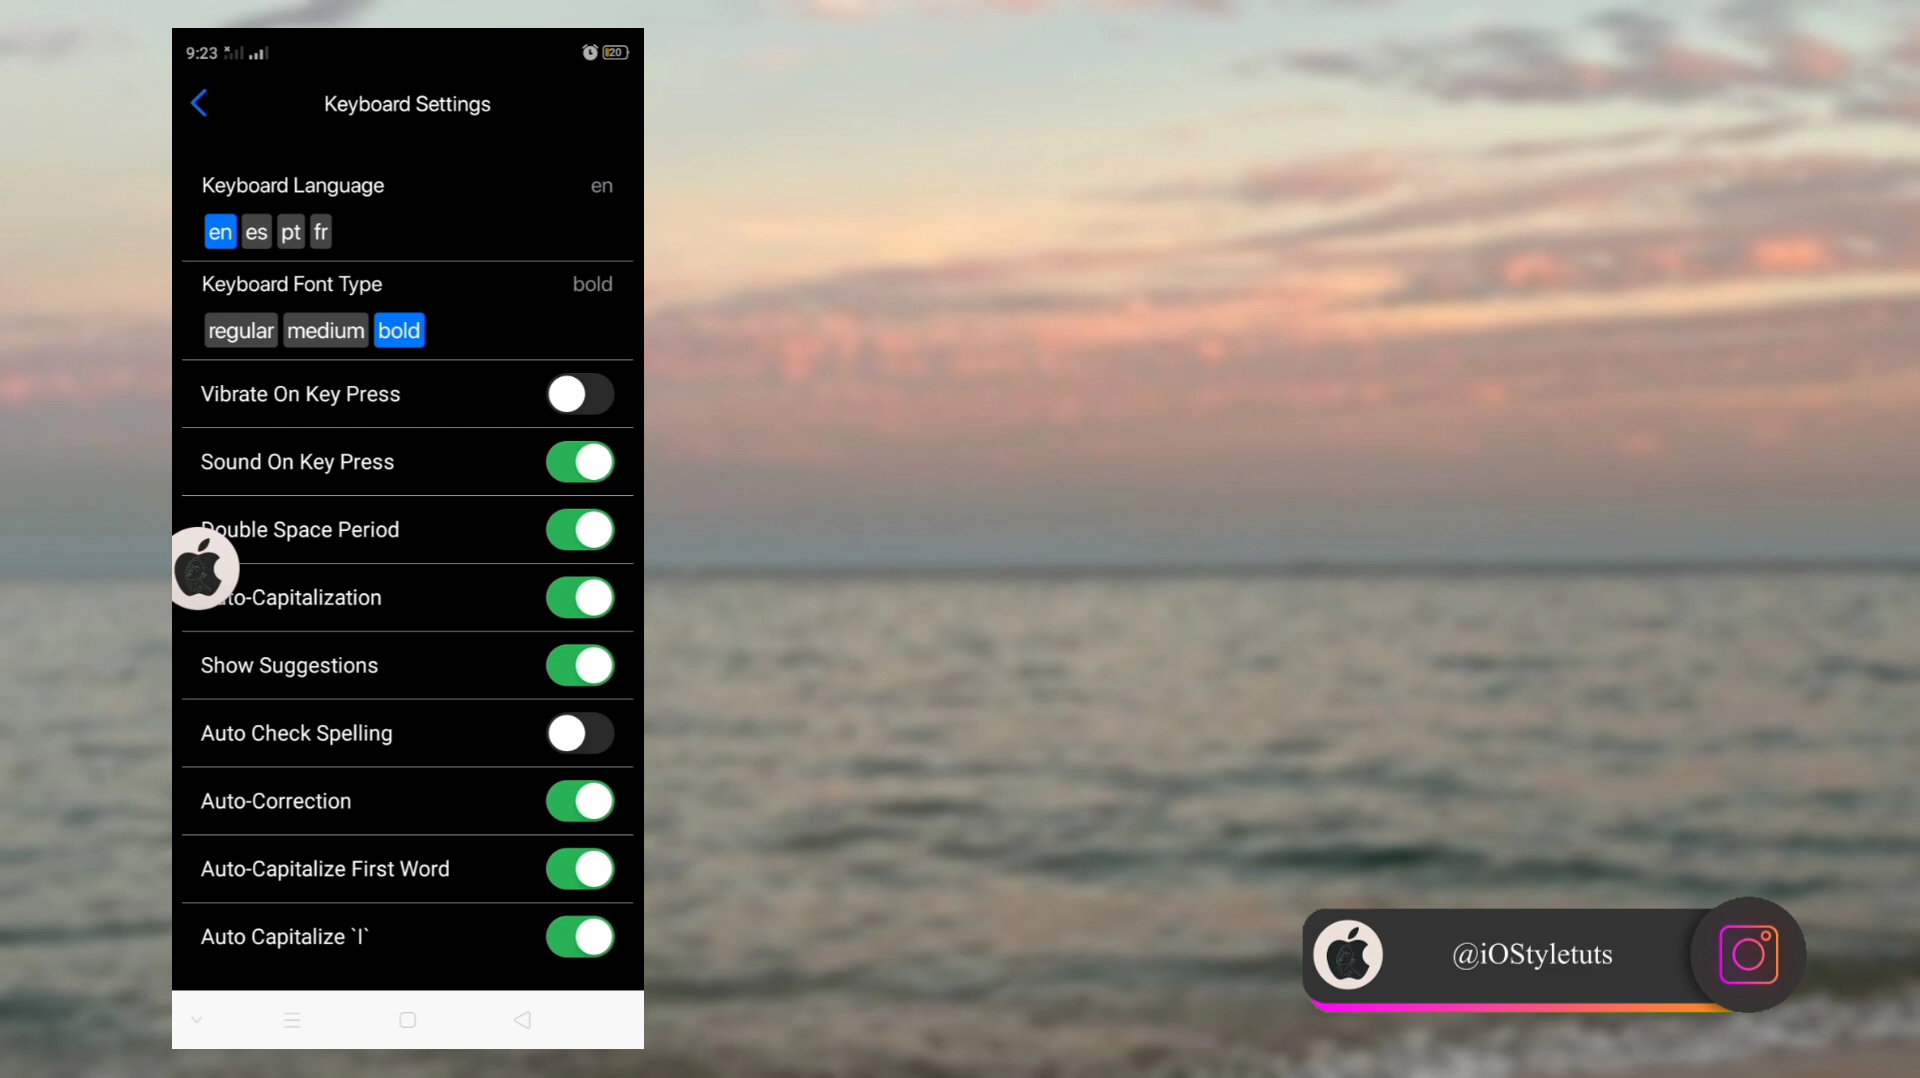 9:23
20
Keyboard Settings
Keyboard Language en
en es pt fr
Keyboard Font Type bold
regular medium bold
Vibrate On Key Press
Sound On Key Press
Double Space Period
to-Capitalization
Show Suggestions
Auto Check Spelling
Auto-Correction
Auto-Capitalize First Word
Auto Capitalize `I`
@iOStyletuts